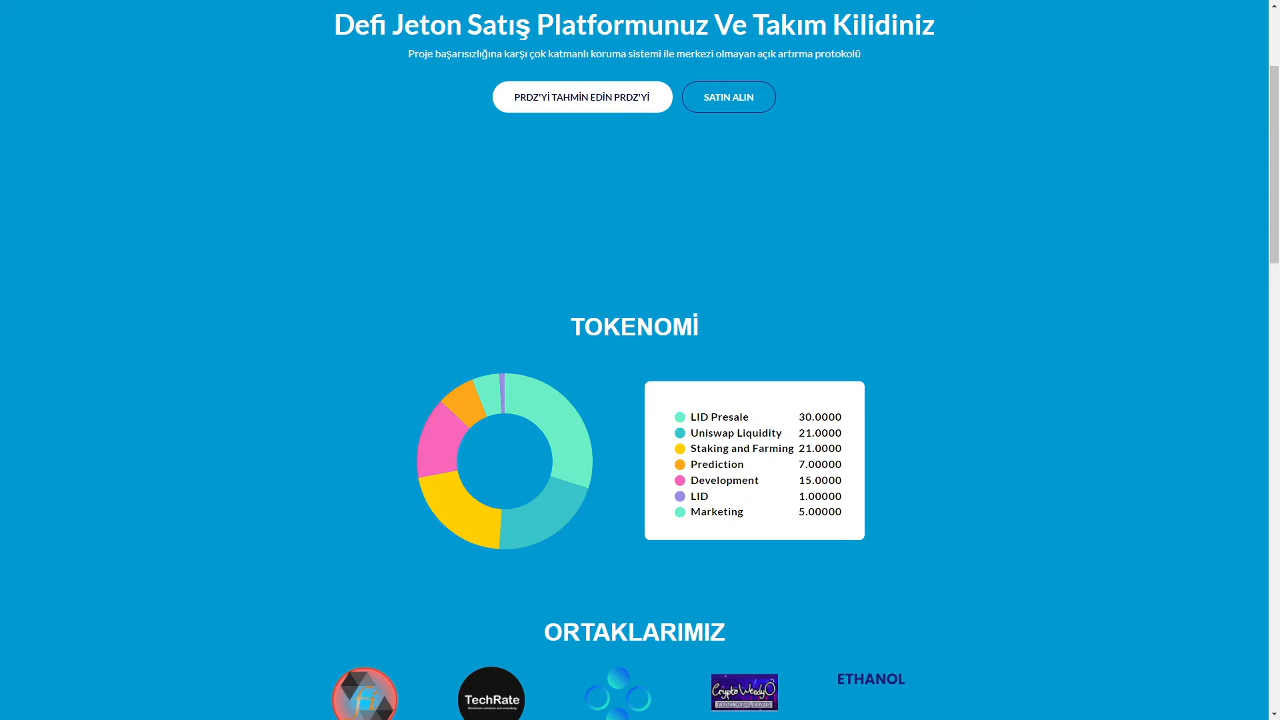 Defi Jeton Satış Platformunuz Ve Takım Kilidiniz
Proje başarısızlığına karşı çok katmanlı koruma sistemi ile merkezi olmayan açık artırma protokolü
PRDZ'Yİ TAHMİN EDİN PRDZ'Yİ SATIN ALIN
TOKENOMİ
LID Presale 30.0000
Uniswap Liquidity 21.0000
Staking and Farming 21.0000
Prediction 7.00000
Development 15.0000
LID 1.00000
Marketing 5.00000
ORTAKLARIMIZ
ETHANOL
TechRate
Crypto WeedyO